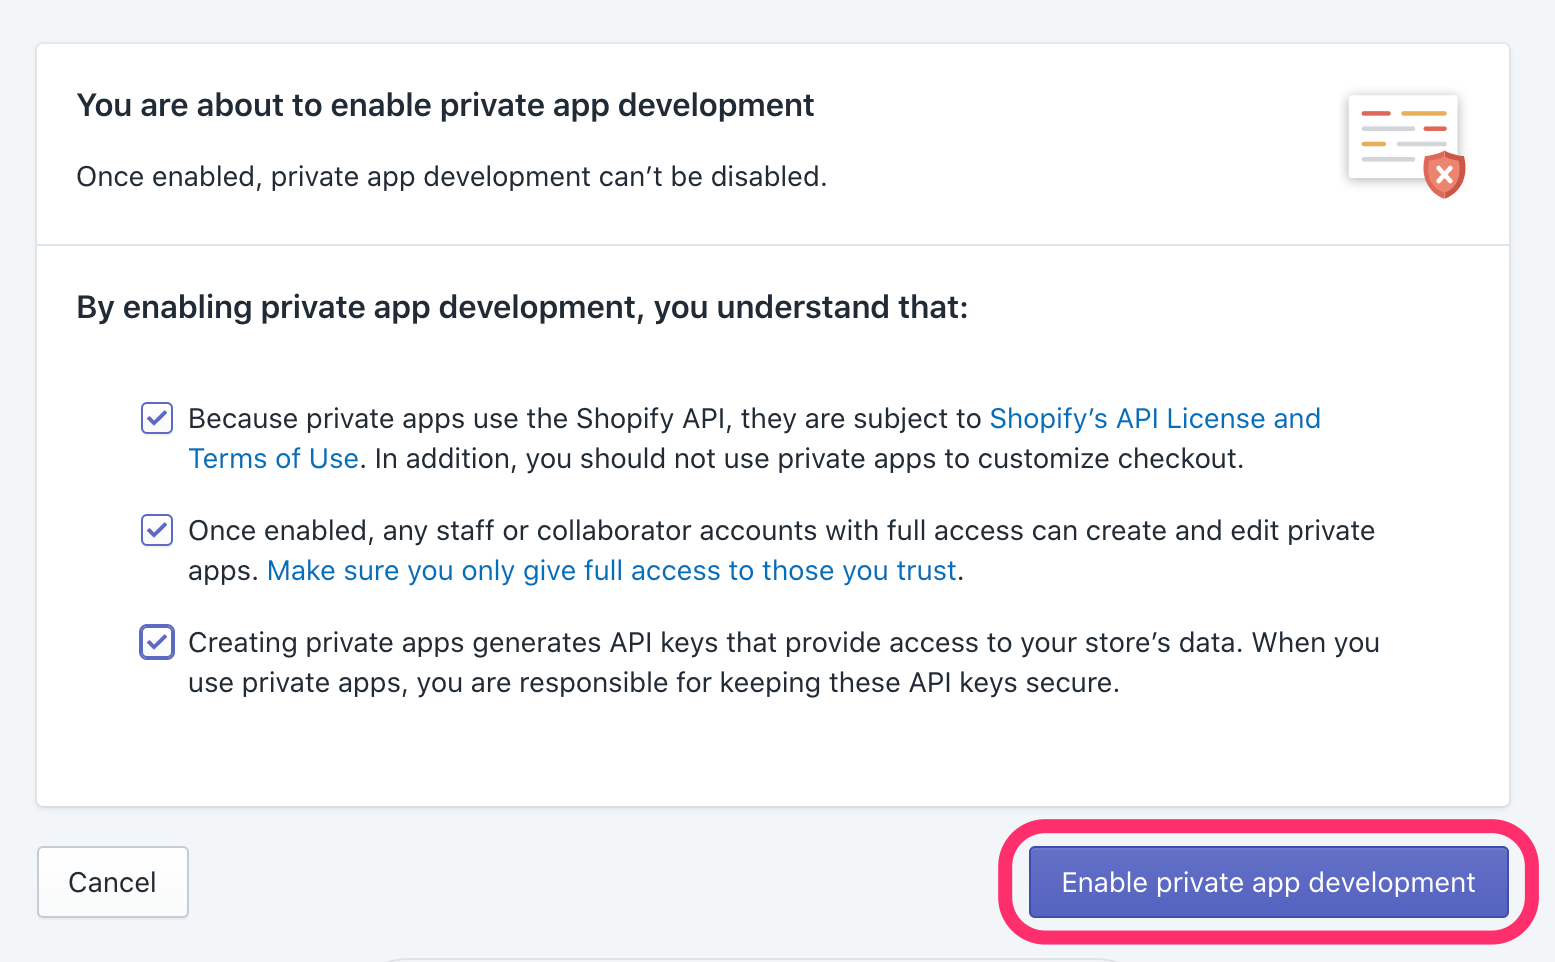 You are about to enable private app development
Once enabled, private app development can’t be disabled.
By enabling private app development, you understand that:
Because private apps use the Shopify API, they are subject to Shopify’s API License and
Terms of Use. In addition, you should not use private apps to customize checkout.
Once enabled, any staff or collaborator accounts with full access can create and edit private
apps. Make sure you only give full access to those you trust.
Creating private apps generates API keys that provide access to your store’s data. When you
use private apps, you are responsible for keeping these API keys secure.
Cancel
Enable private app development